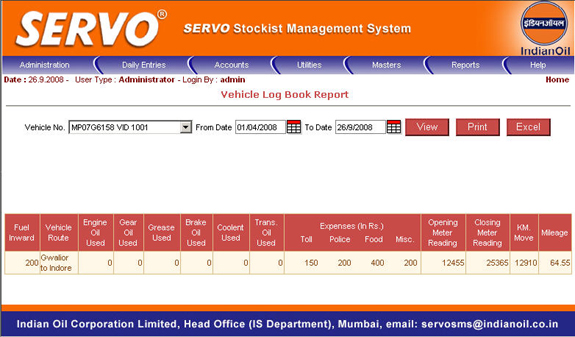 SERVO®
SERVO Stockist Management System
इंडियनऑयल
IndianOil
Administration Daily Entries Accounts Utilities Masters Reports Help
Date : 26.9.2008 - User Type : Administrator - Login By : admin Home
Vehicle Log Book Report
Vehicle No. MP07G6158 VID 1001 From Date 01/04/2008 To Date 26/9/2008 View Print Excel
Fuel Inward Vehicle Route Engine Oil Used Gear Oil Used Grease Used Brake Oil Used Coolent Used Trans. Oil Used Expenses (In Rs.) Toll Police Food Misc. Opening Meter Reading Closing Meter Reading KM. Move Mileage
200 Gwalior to Indore 0 0 0 0 0 0 150 200 400 200 12455 25365 12910 64.55
Indian Oil Corporation Limited, Head Office (IS Department), Mumbai, email: servosms@indianoil.co.in